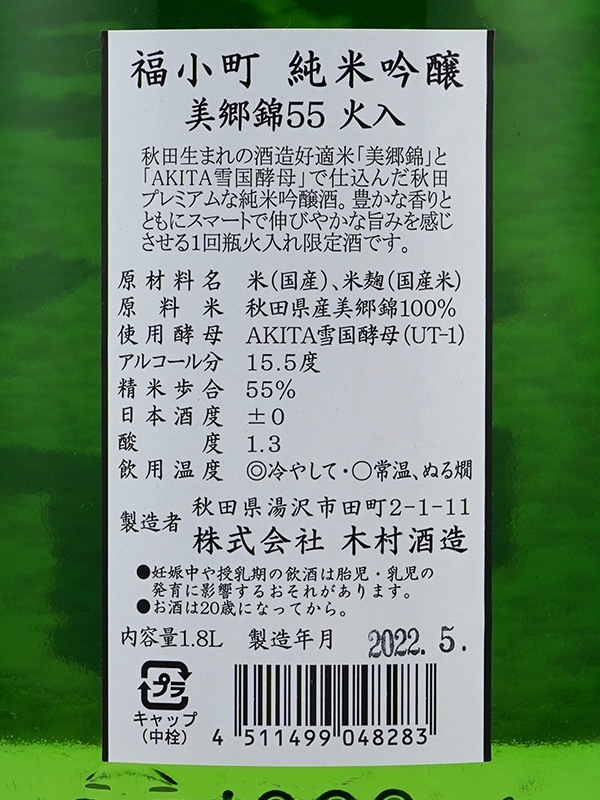 福小町 純米吟醸
美郷錦55 火入
秋田生まれの酒造好適米「美郷錦」と
「AKITA雪国酵母」で仕込んだ秋田
プレミアムな純米吟醸酒。豊かな香りと
ともにスマートで伸びやかな旨みを感じ
させる1回瓶火入れ限定酒です。
原材料名 米(国産)、米麹(国産米)
原料米 秋田県産美郷錦100%
使用酵母 AKITA雪国酵母(UT-1)
アルコール分 15.5度
精米歩合 55%
日本酒度 ±0
酸度 1.3
飲用温度 ◎冷やして・○常温、ぬる燗
製造者 秋田県湯沢市田町2-1-11
株式会社 木村酒造
●妊娠中や授乳期の飲酒は胎児・乳児の
発育に影響するおそれがあります。
●お酒は20歳になってから。
内容量1.8L 製造年月 2022.5.
プラ
キャップ
(中栓)
4 511499 048283